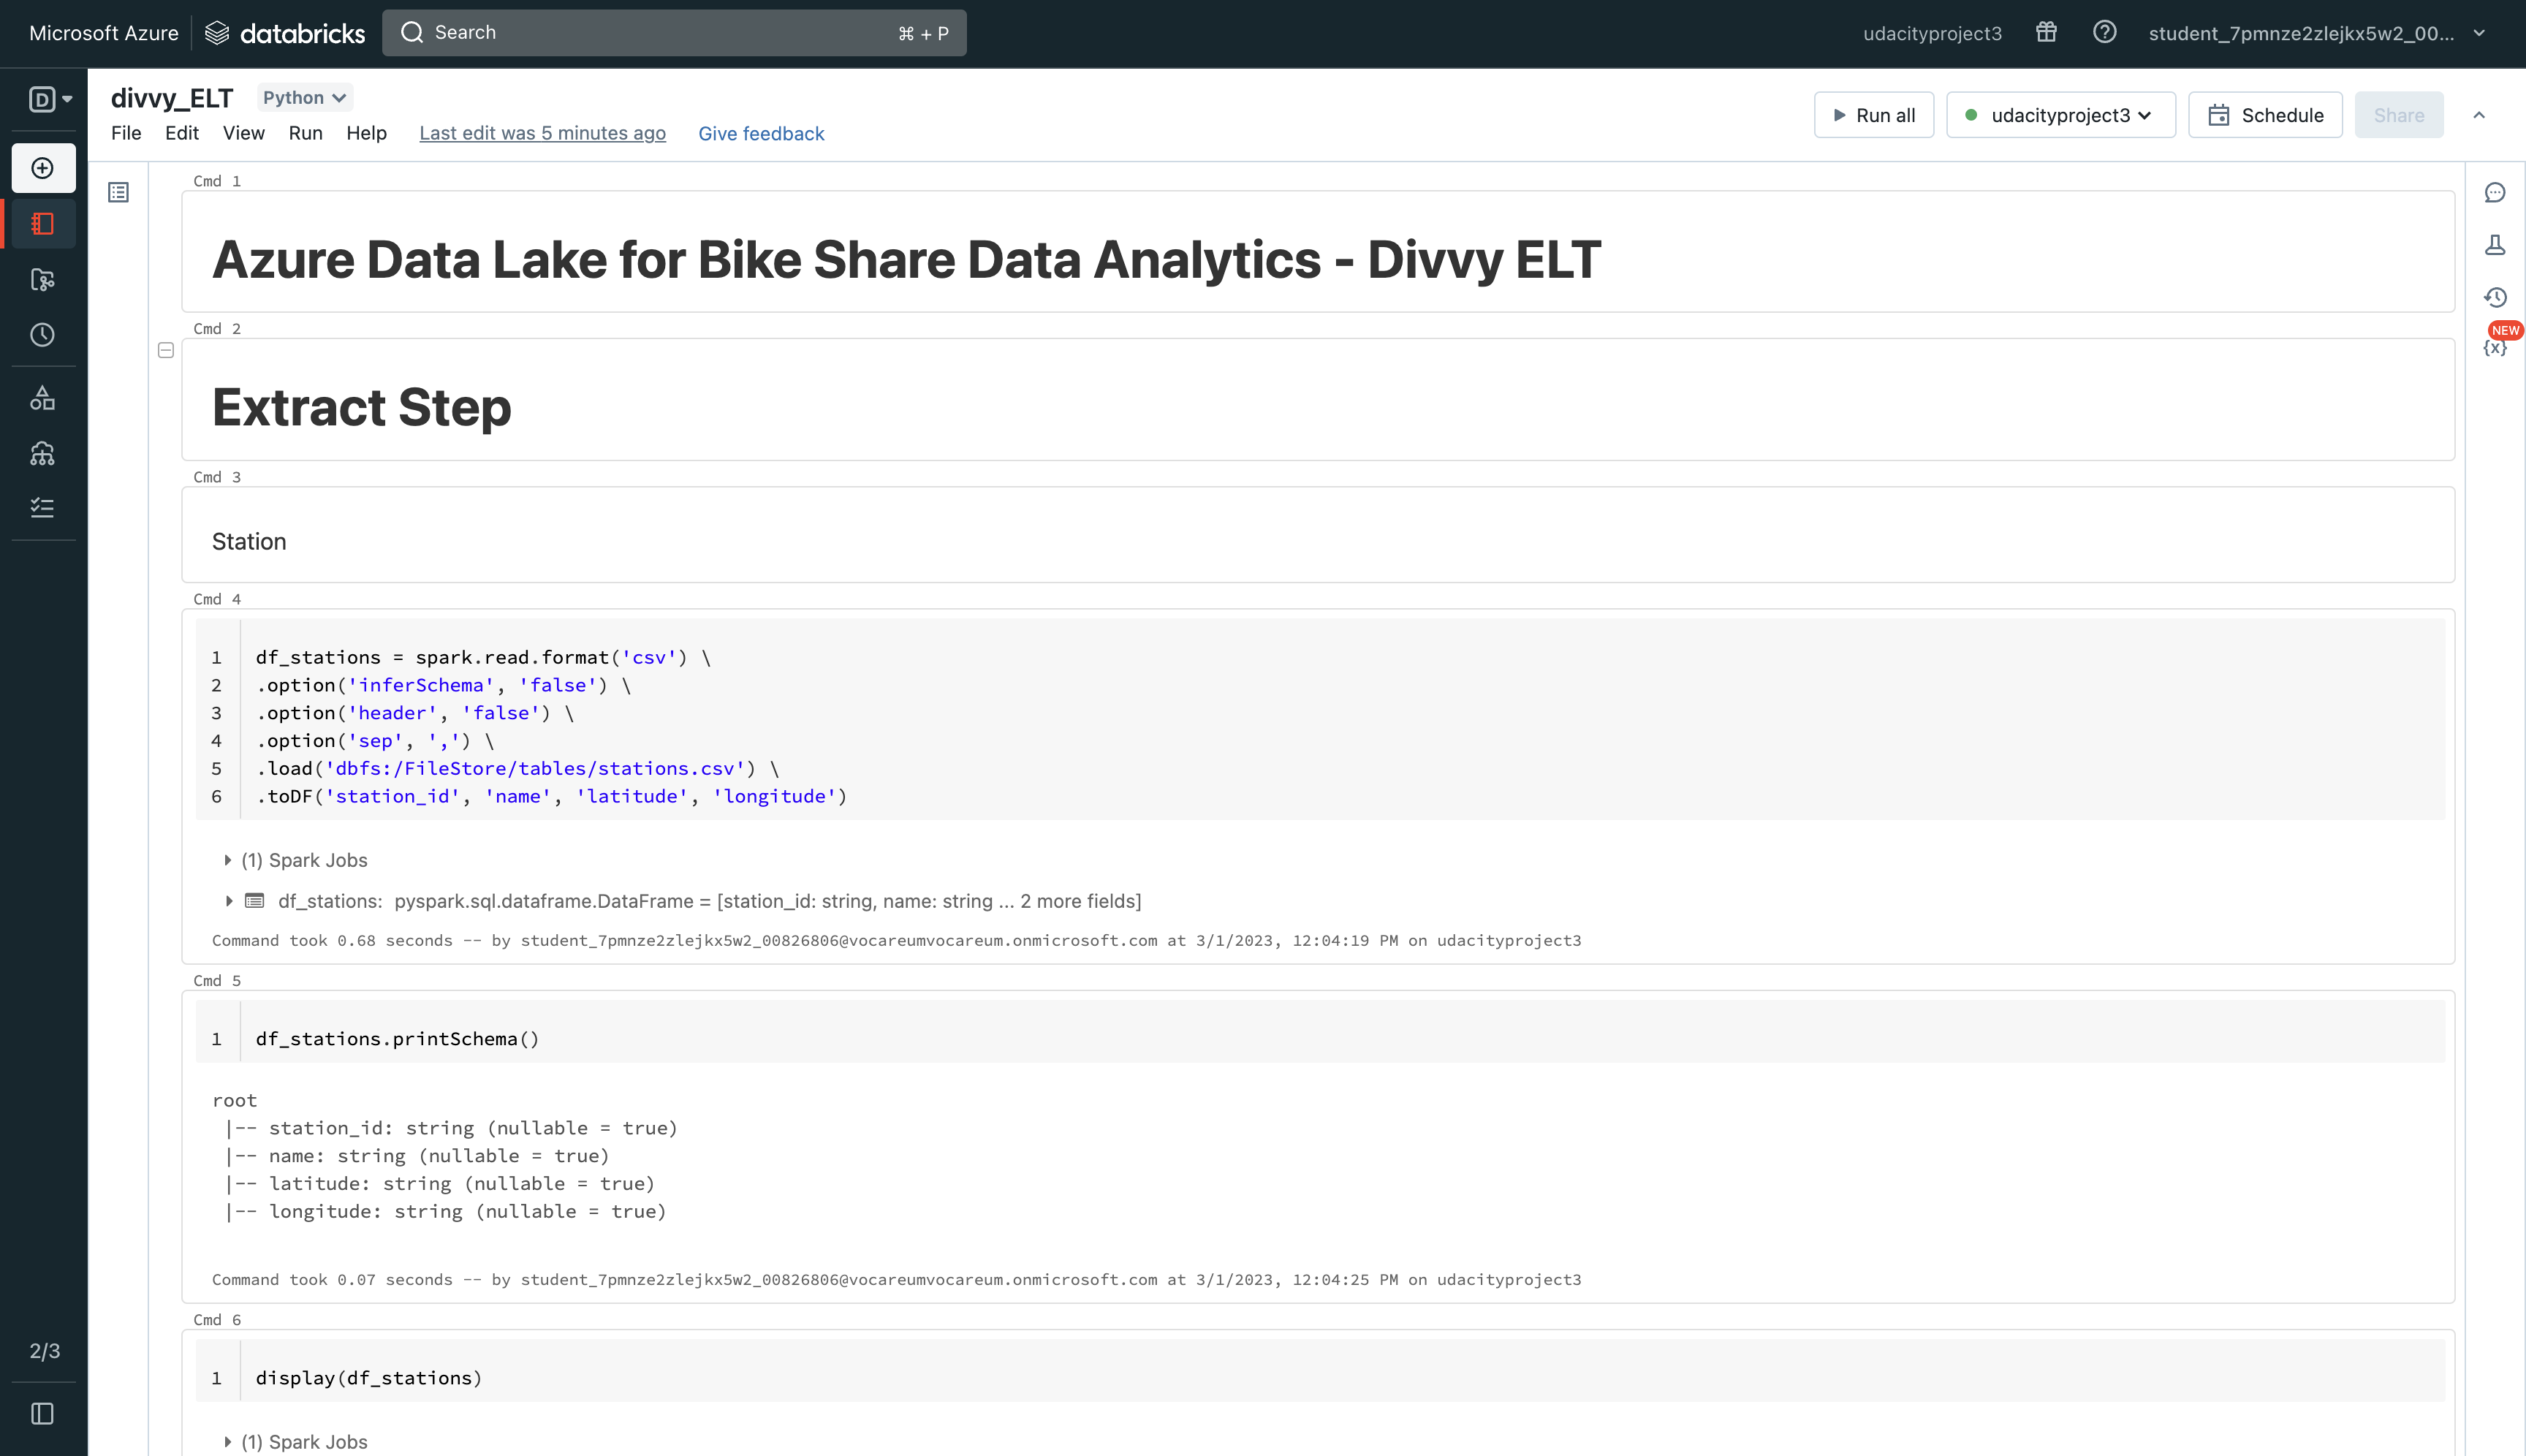 Microsoft Azure databricks Search ⌘ + P udacityproject3 student_7pmnze2zlejkx5w2_00...
D
divvy_ELT Python
File Edit View Run Help Last edit was 5 minutes ago Give feedback
Run all udacityproject3 Schedule Share
Cmd 1
Azure Data Lake for Bike Share Data Analytics - Divvy ELT
Cmd 2
NEW
{x}
Extract Step
Cmd 3
Station
Cmd 4
1 df_stations = spark.read.format('csv') \
2 .option('inferSchema', 'false') \
3 .option('header', 'false') \
4 .option('sep', ',') \
5 .load('dbfs:/FileStore/tables/stations.csv') \
6 .toDF('station_id', 'name', 'latitude', 'longitude')
(1) Spark Jobs
df_stations: pyspark.sql.dataframe.DataFrame = [station_id: string, name: string ... 2 more fields]
Command took 0.68 seconds -- by student_7pmnze2zlejkx5w2_00826806@vocareumvocareum.onmicrosoft.com at 3/1/2023, 12:04:19 PM on udacityproject3
Cmd 5
1 df_stations.printSchema()
root
|-- station_id: string (nullable = true)
|-- name: string (nullable = true)
|-- latitude: string (nullable = true)
|-- longitude: string (nullable = true)
Command took 0.07 seconds -- by student_7pmnze2zlejkx5w2_00826806@vocareumvocareum.onmicrosoft.com at 3/1/2023, 12:04:25 PM on udacityproject3
Cmd 6
2/3
1 display(df_stations)
(1) Spark Jobs